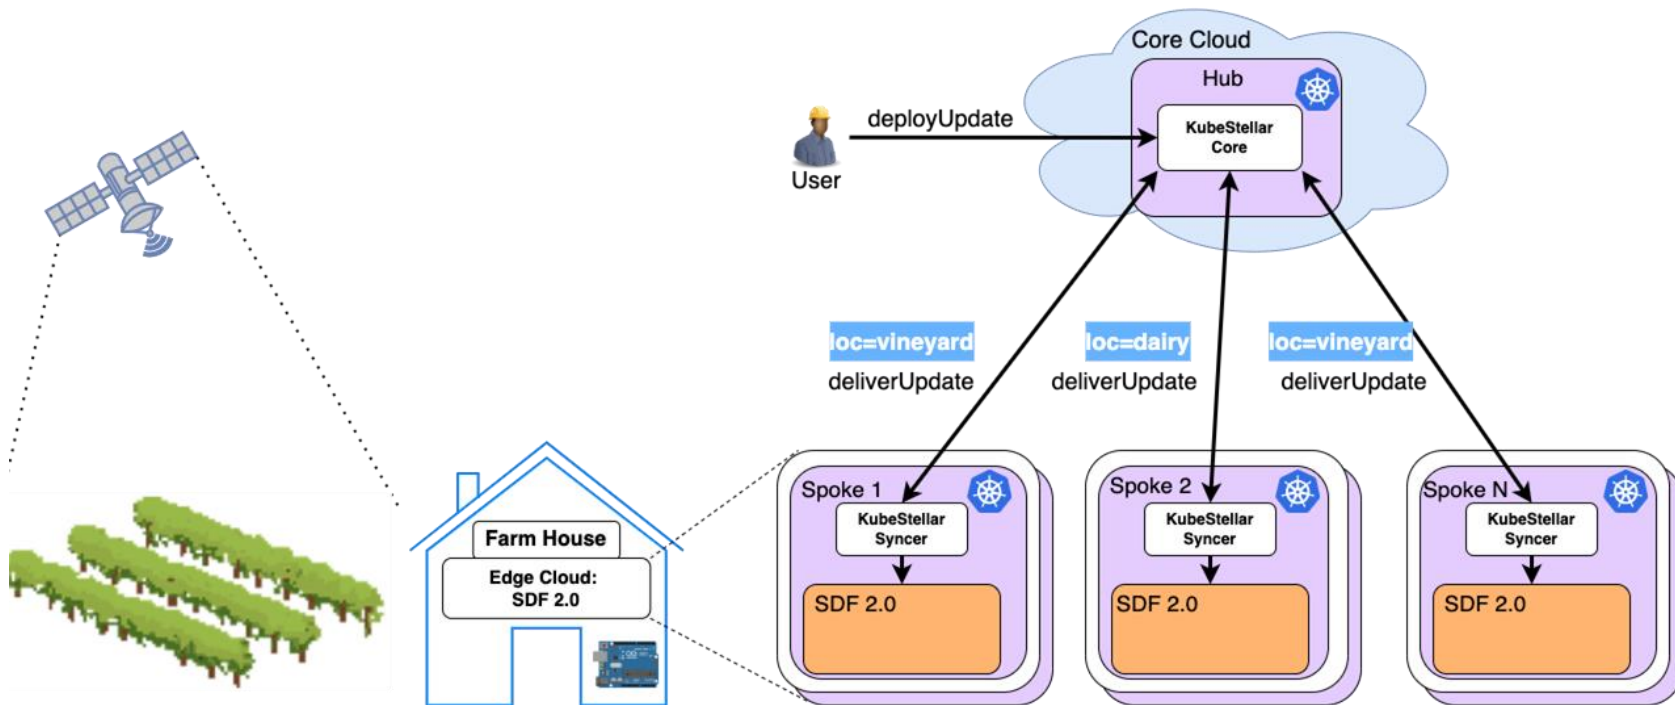 Core Cloud
Hub
KubeStellar
Core
deployUpdate
User
loc=vineyard
deliverUpdate
loc=dairy
deliverUpdate
loc=vineyard
deliverUpdate
Farm House
Edge Cloud:
SDF 2.0
Spoke 1
KubeStellar
Syncer
SDF 2.0
Spoke 2
KubeStellar
Syncer
SDF 2.0
Spoke N
KubeStellar
Syncer
SDF 2.0